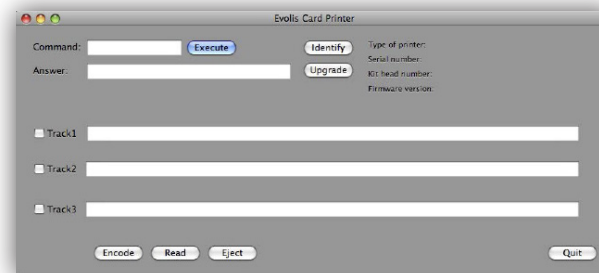 Evolis Card Printer
Command: Execute Identify Type of printer:
Serial number:
Answer: Upgrade Kit head number:
Firmware version:
Track1
Track2
Track3
Encode Read Eject Quit